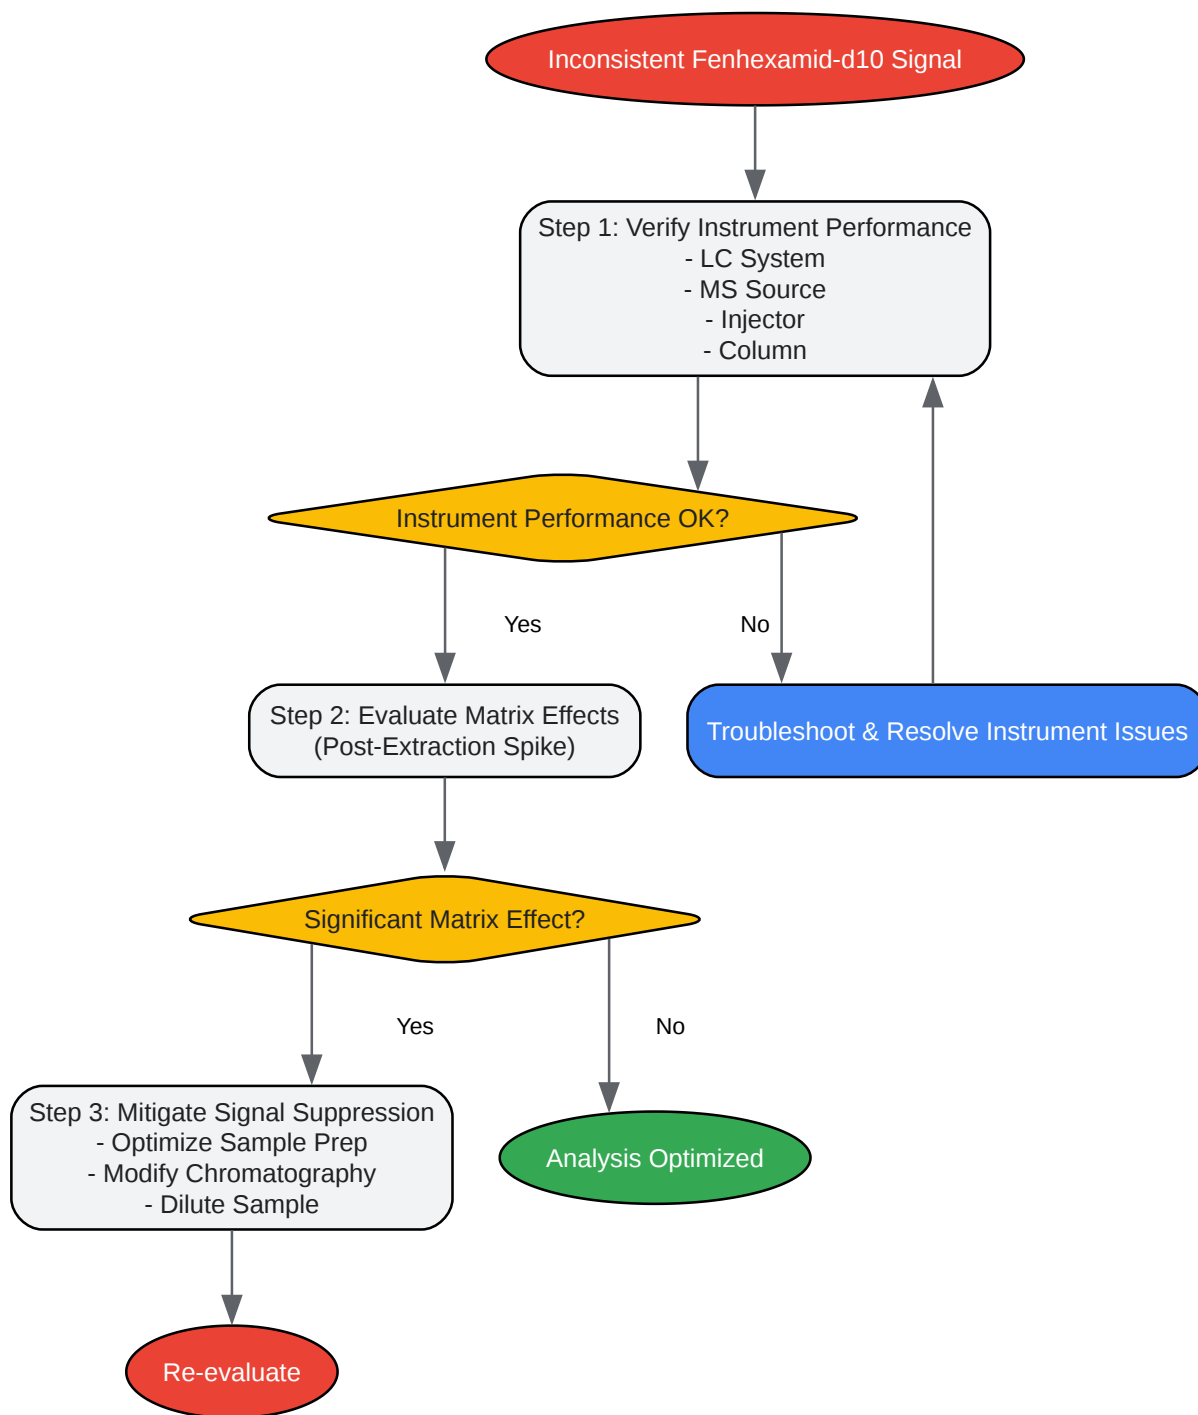 Inconsistent Fenhexamid-d10 Signal
Step 1: Verify Instrument Performance
- LC System
- MS Source
- Injector
- Column
Instrument Performance OK?
Yes
No
Step 2: Evaluate Matrix Effects
(Post-Extraction Spike)
Troubleshoot & Resolve Instrument Issues
Significant Matrix Effect?
Yes
No
Step 3: Mitigate Signal Suppression
- Optimize Sample Prep
- Modify Chromatography
- Dilute Sample
Analysis Optimized
Re-evaluate